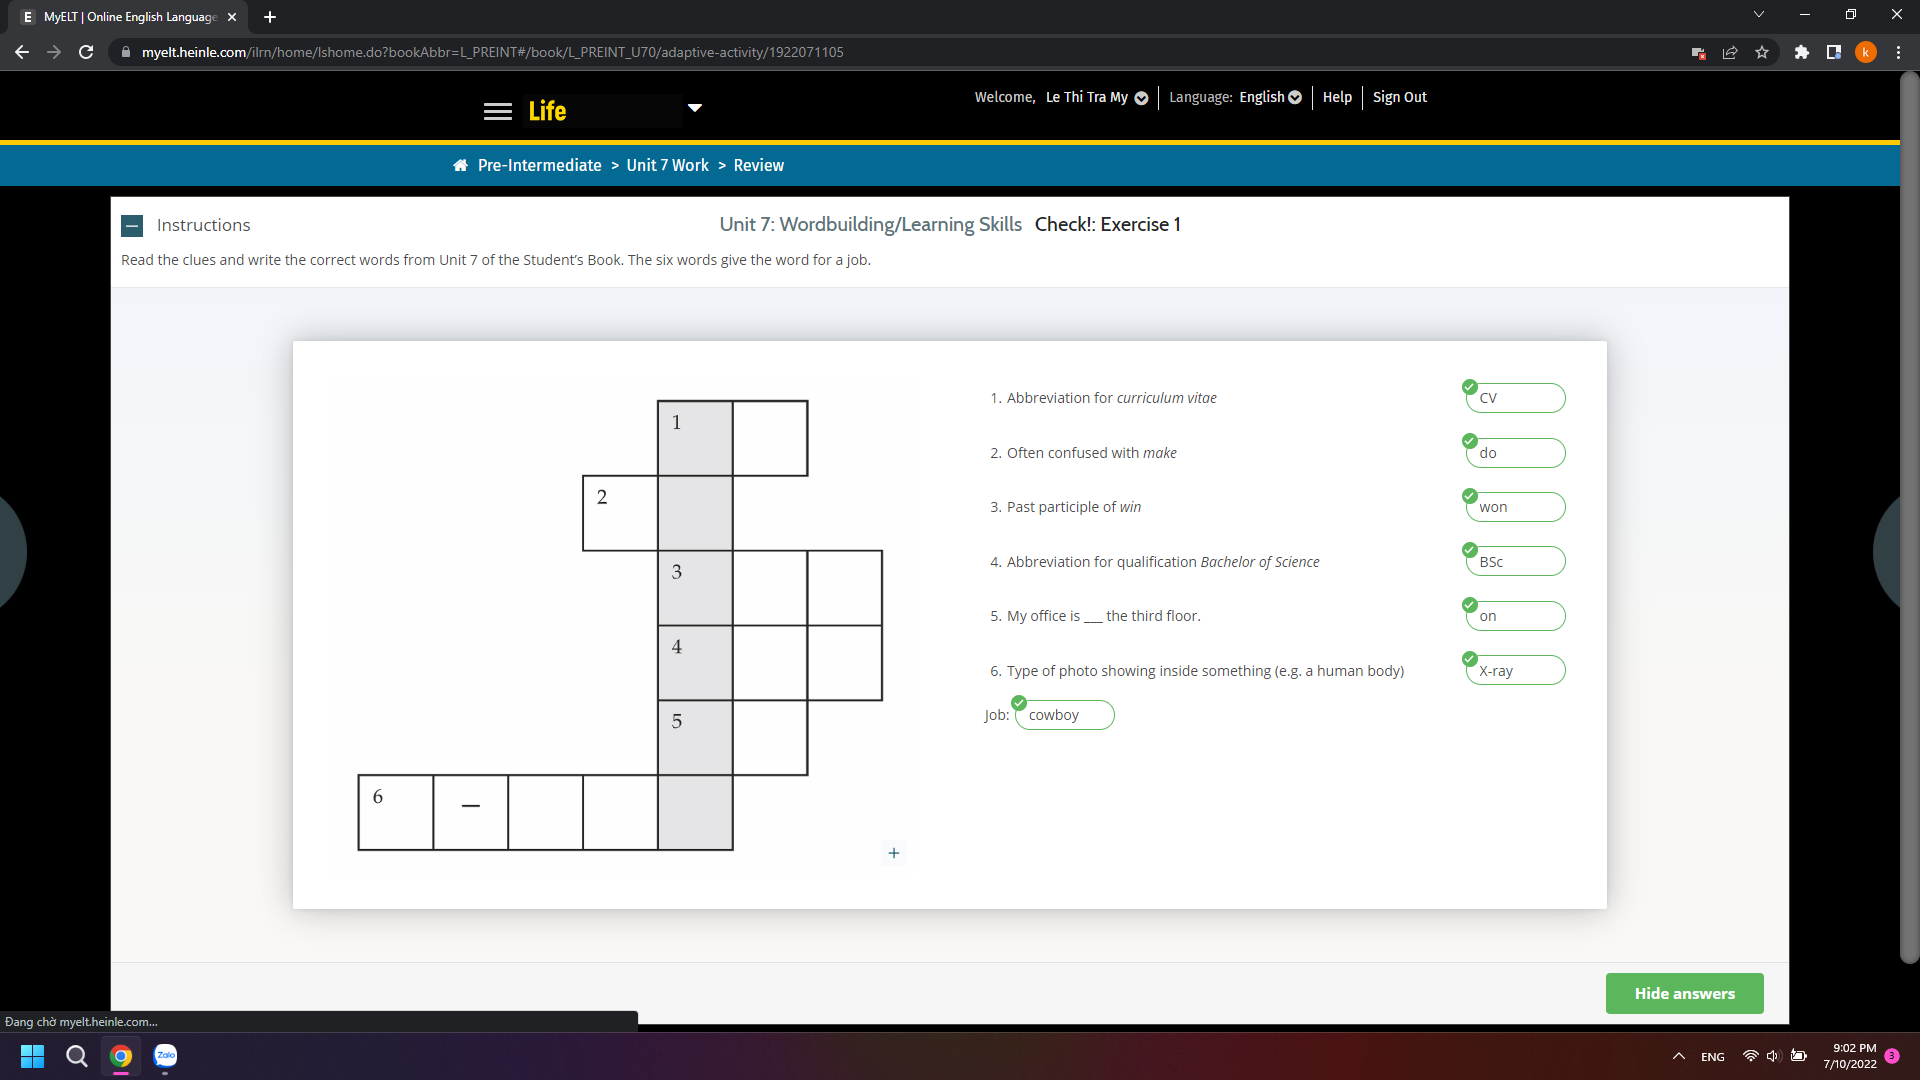 E MyELT | Online English Language
myelt.heinle.com/ilrn/home/lshome.do?bookAbbr=L_PREINT#/book/L_PREINT_U70/adaptive-activity/1922071105
k
Life
Welcome, Le Thi Tra My
Language: English
Help
Sign Out
Pre-Intermediate > Unit 7 Work > Review
Instructions
Unit 7: Wordbuilding/Learning Skills Check!: Exercise 1
Read the clues and write the correct words from Unit 7 of the Student's Book. The six words give the word for a job.
1
2
3
4
5
6 –
+
1. Abbreviation for curriculum vitae CV
2. Often confused with make do
3. Past participle of win won
4. Abbreviation for qualification Bachelor of Science BSc
5. My office is ___ the third floor. on
6. Type of photo showing inside something (e.g. a human body) X-ray
Job: cowboy
Hide answers
Đang chờ myelt.heinle.com...
Zalo
ENG
9:02 PM
7/10/2022
3